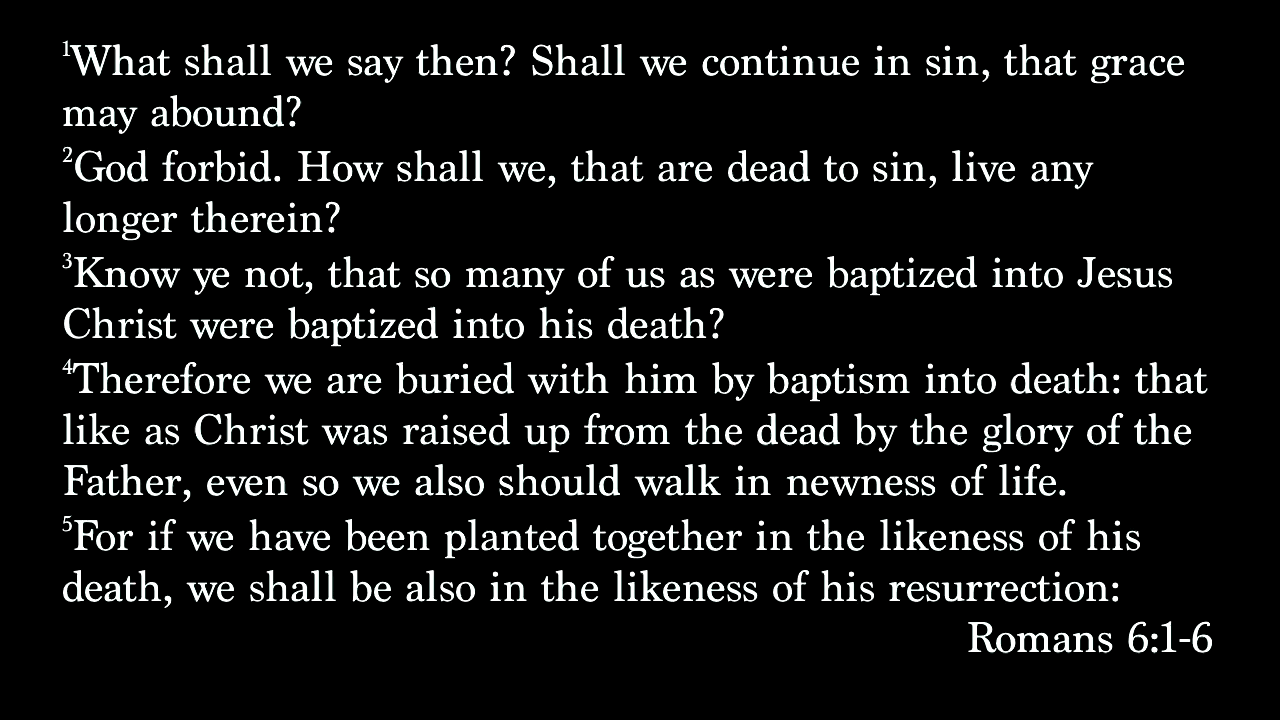 ¹What shall we say then? Shall we continue in sin, that grace
may abound?
²God forbid. How shall we, that are dead to sin, live any
longer therein?
³Know ye not, that so many of us as were baptized into Jesus
Christ were baptized into his death?
⁴Therefore we are buried with him by baptism into death: that
like as Christ was raised up from the dead by the glory of the
Father, even so we also should walk in newness of life.
⁵For if we have been planted together in the likeness of his
death, we shall be also in the likeness of his resurrection:
Romans 6:1-6